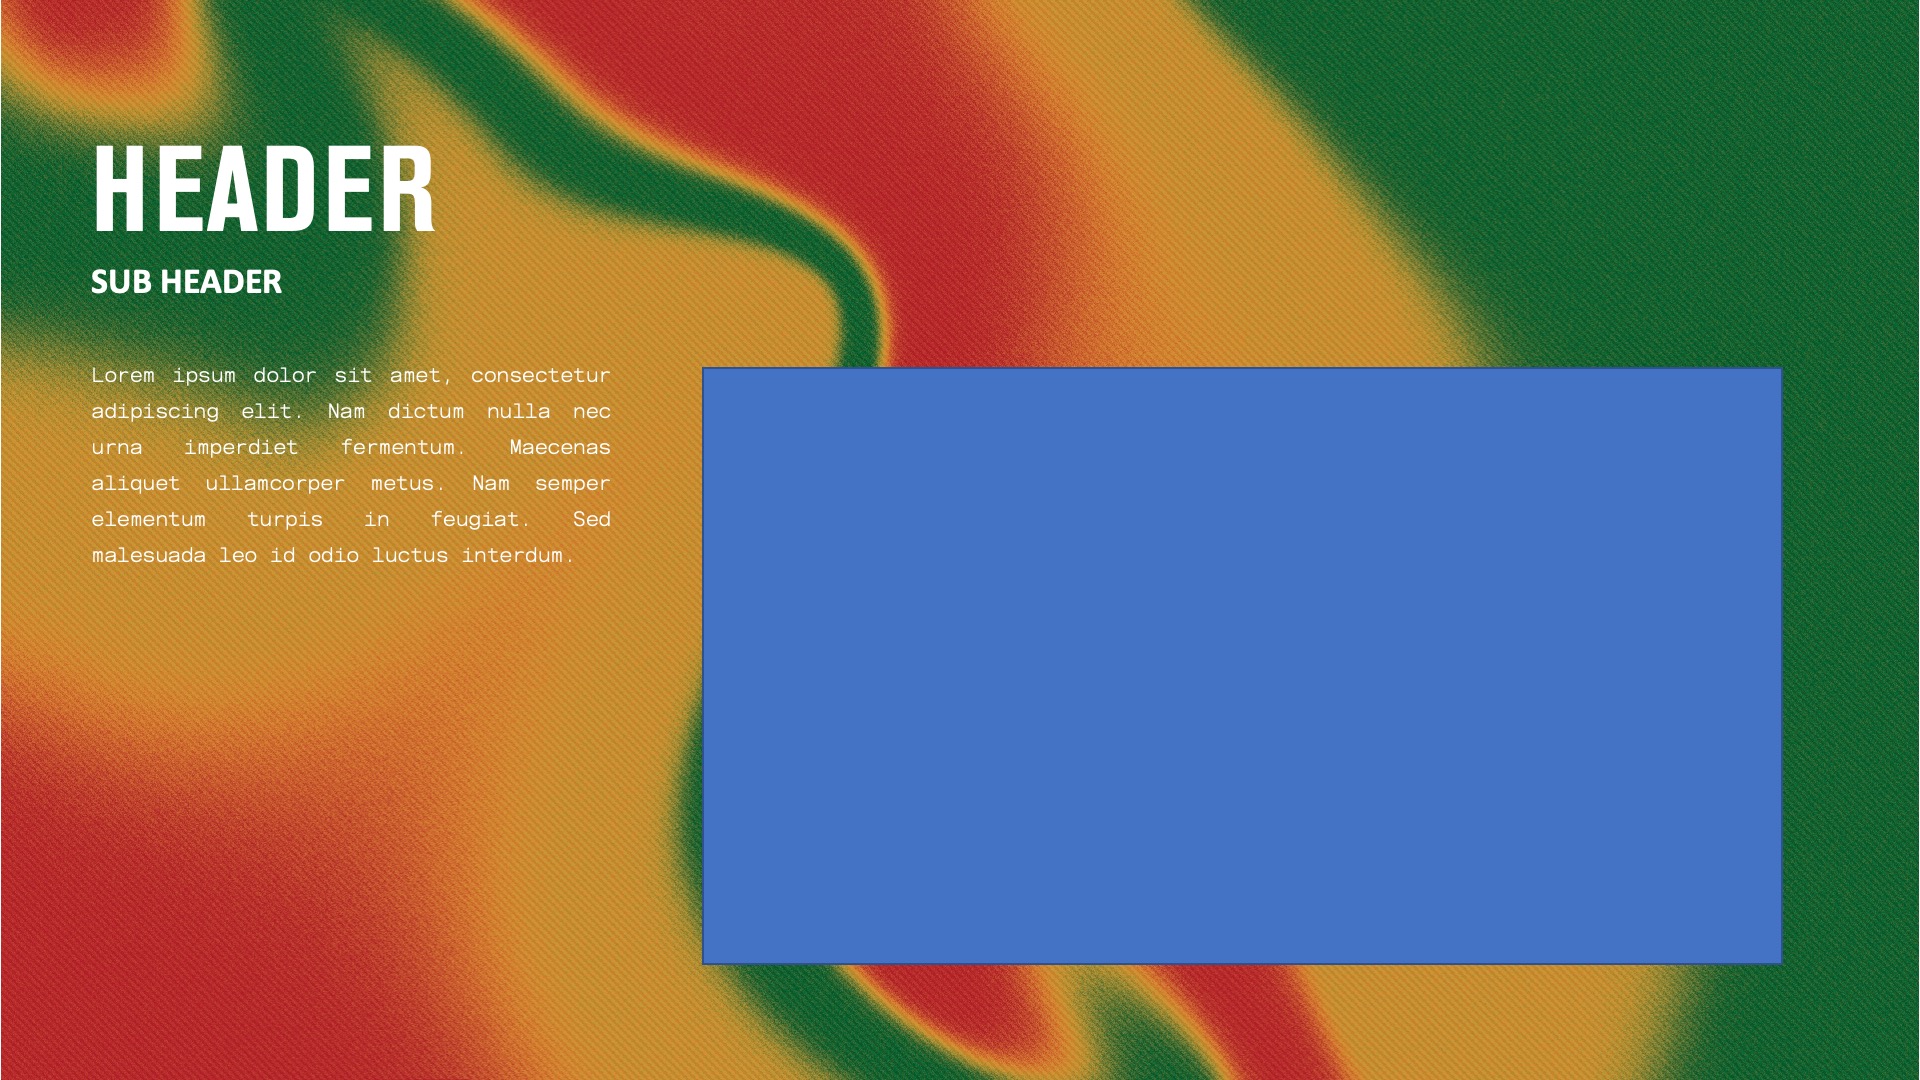 HEADER
SUB HEADER
Lorem ipsum dolor sit amet, consectetur
adipiscing elit. Nam dictum nulla nec
urna imperdiet fermentum. Maecenas
aliquet ullamcorper metus. Nam semper
elementum turpis in feugiat. Sed
malesuada leo id odio luctus interdum.